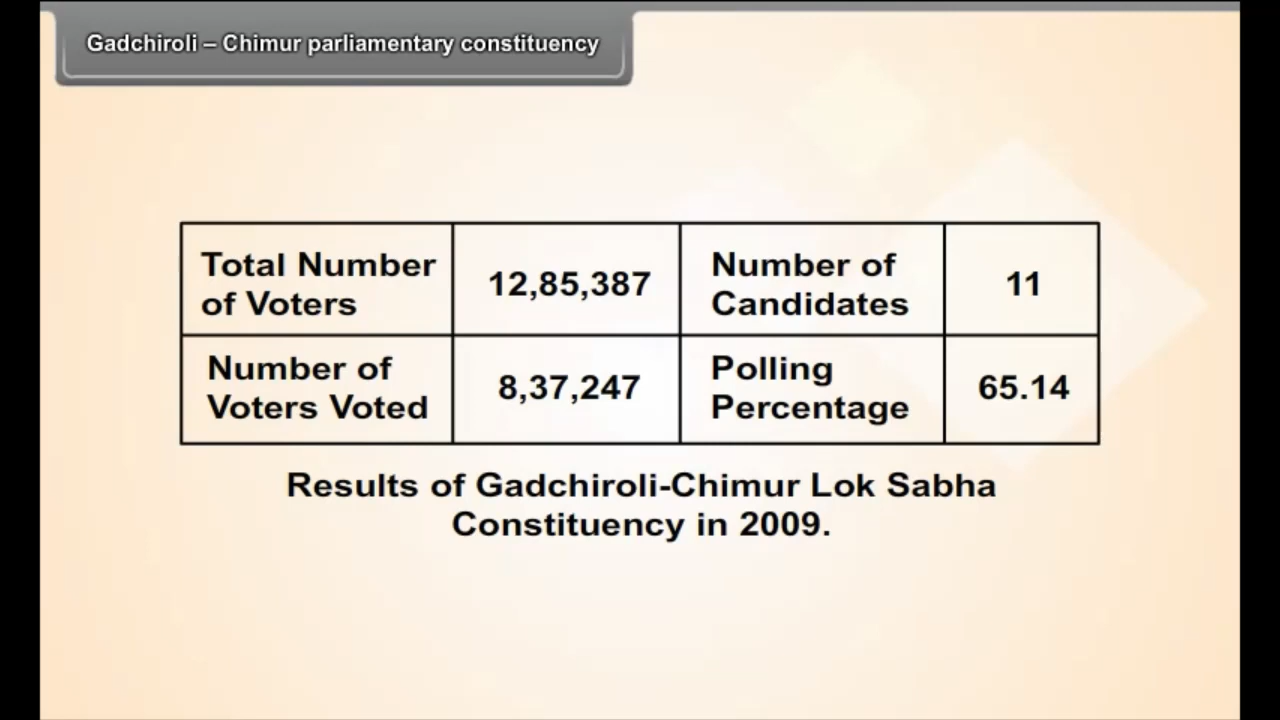 Gadchiroli – Chimur parliamentary constituency
Total Number
of Voters
12,85,387
Number of
Candidates
11
Number of
Voters Voted
8,37,247
Polling
Percentage
65.14
Results of Gadchiroli-Chimur Lok Sabha
Constituency in 2009.